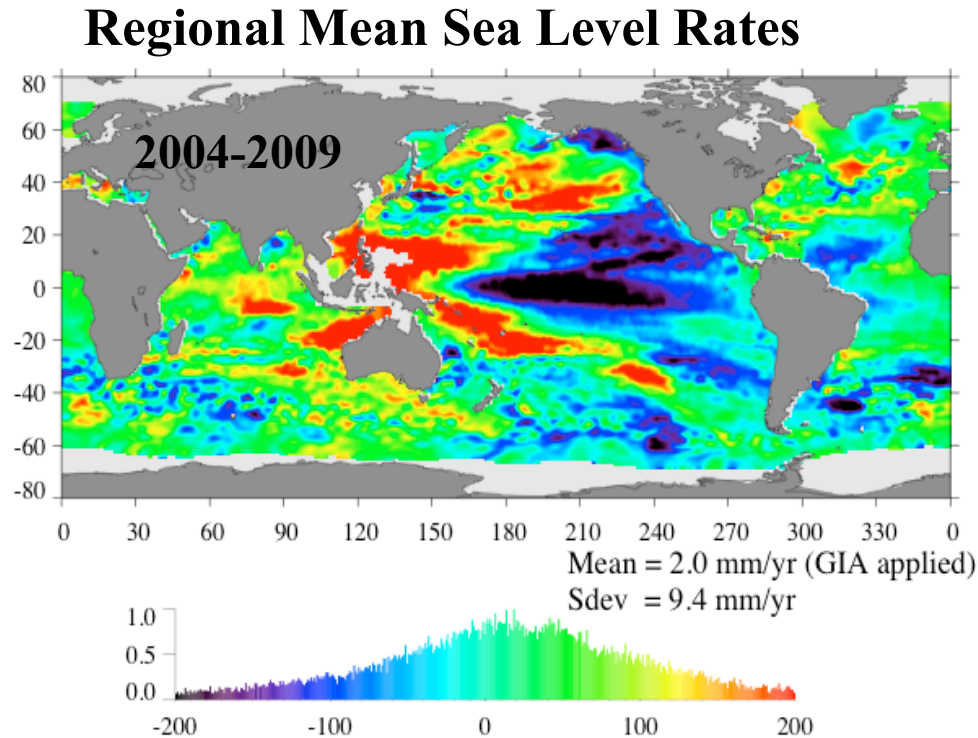 Regional Mean Sea Level Rates
80
2004-2009
60
40
20
0
-20
-40
-60
-80
0 30 60 90 120 150 180 210 240 270 300 330 0
Mean = 2.0 mm/yr (GIA applied)
Sdev = 9.4 mm/yr
1.0
0.5
0.0
-200 -100 0 100 200